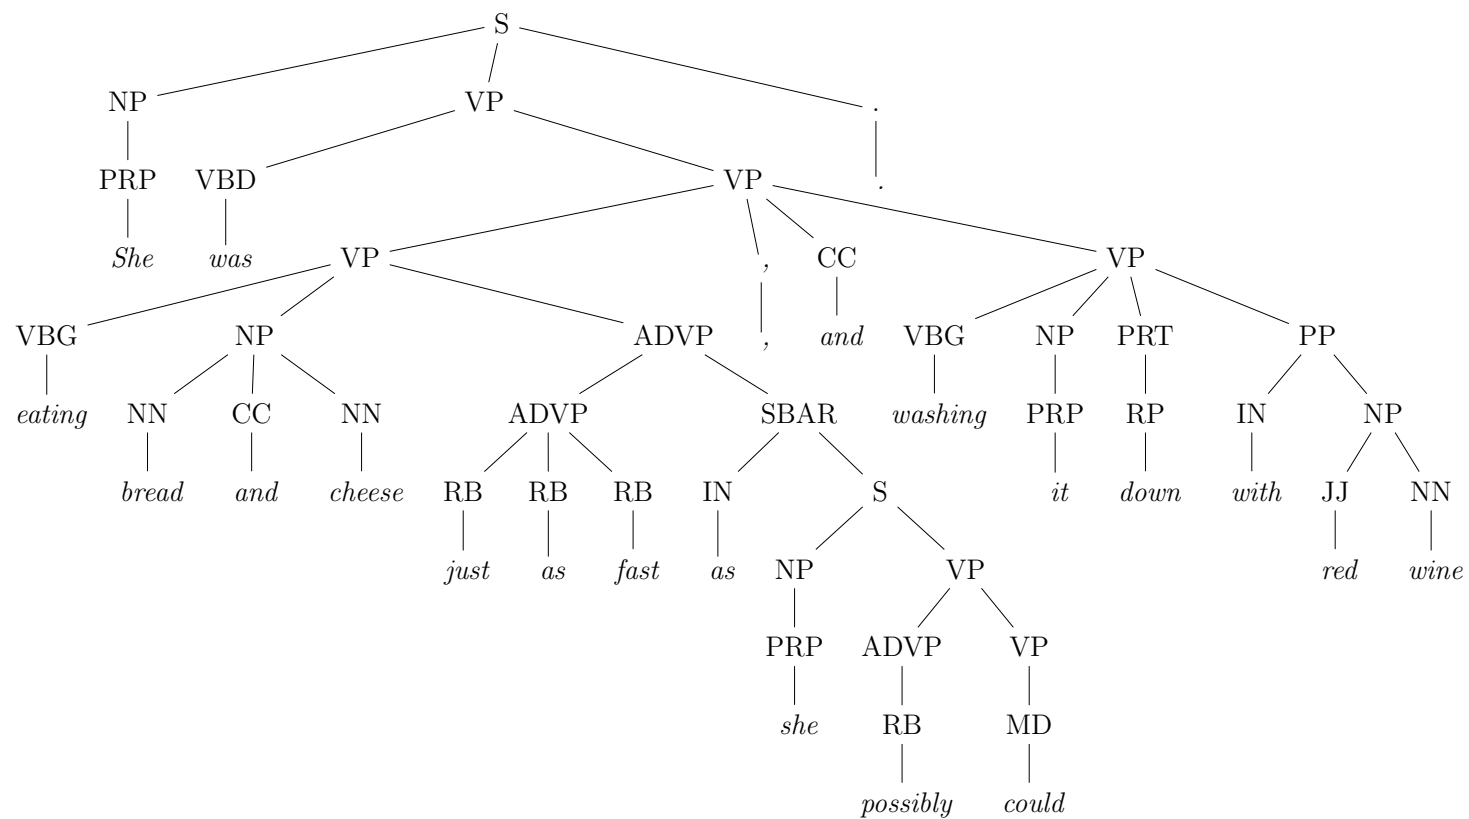 S
NP VP .
PRP VBD VP .
She was VP , CC VP
VBG NP ADVP , and VBG NP PRT PP
eating NN CC NN ADVP SBAR washing PRP RP IN NP
bread and cheese RB RB RB IN S it down with JJ NN
just as fast as NP VP red wine
PRP ADVP VP
she RB MD
possibly could